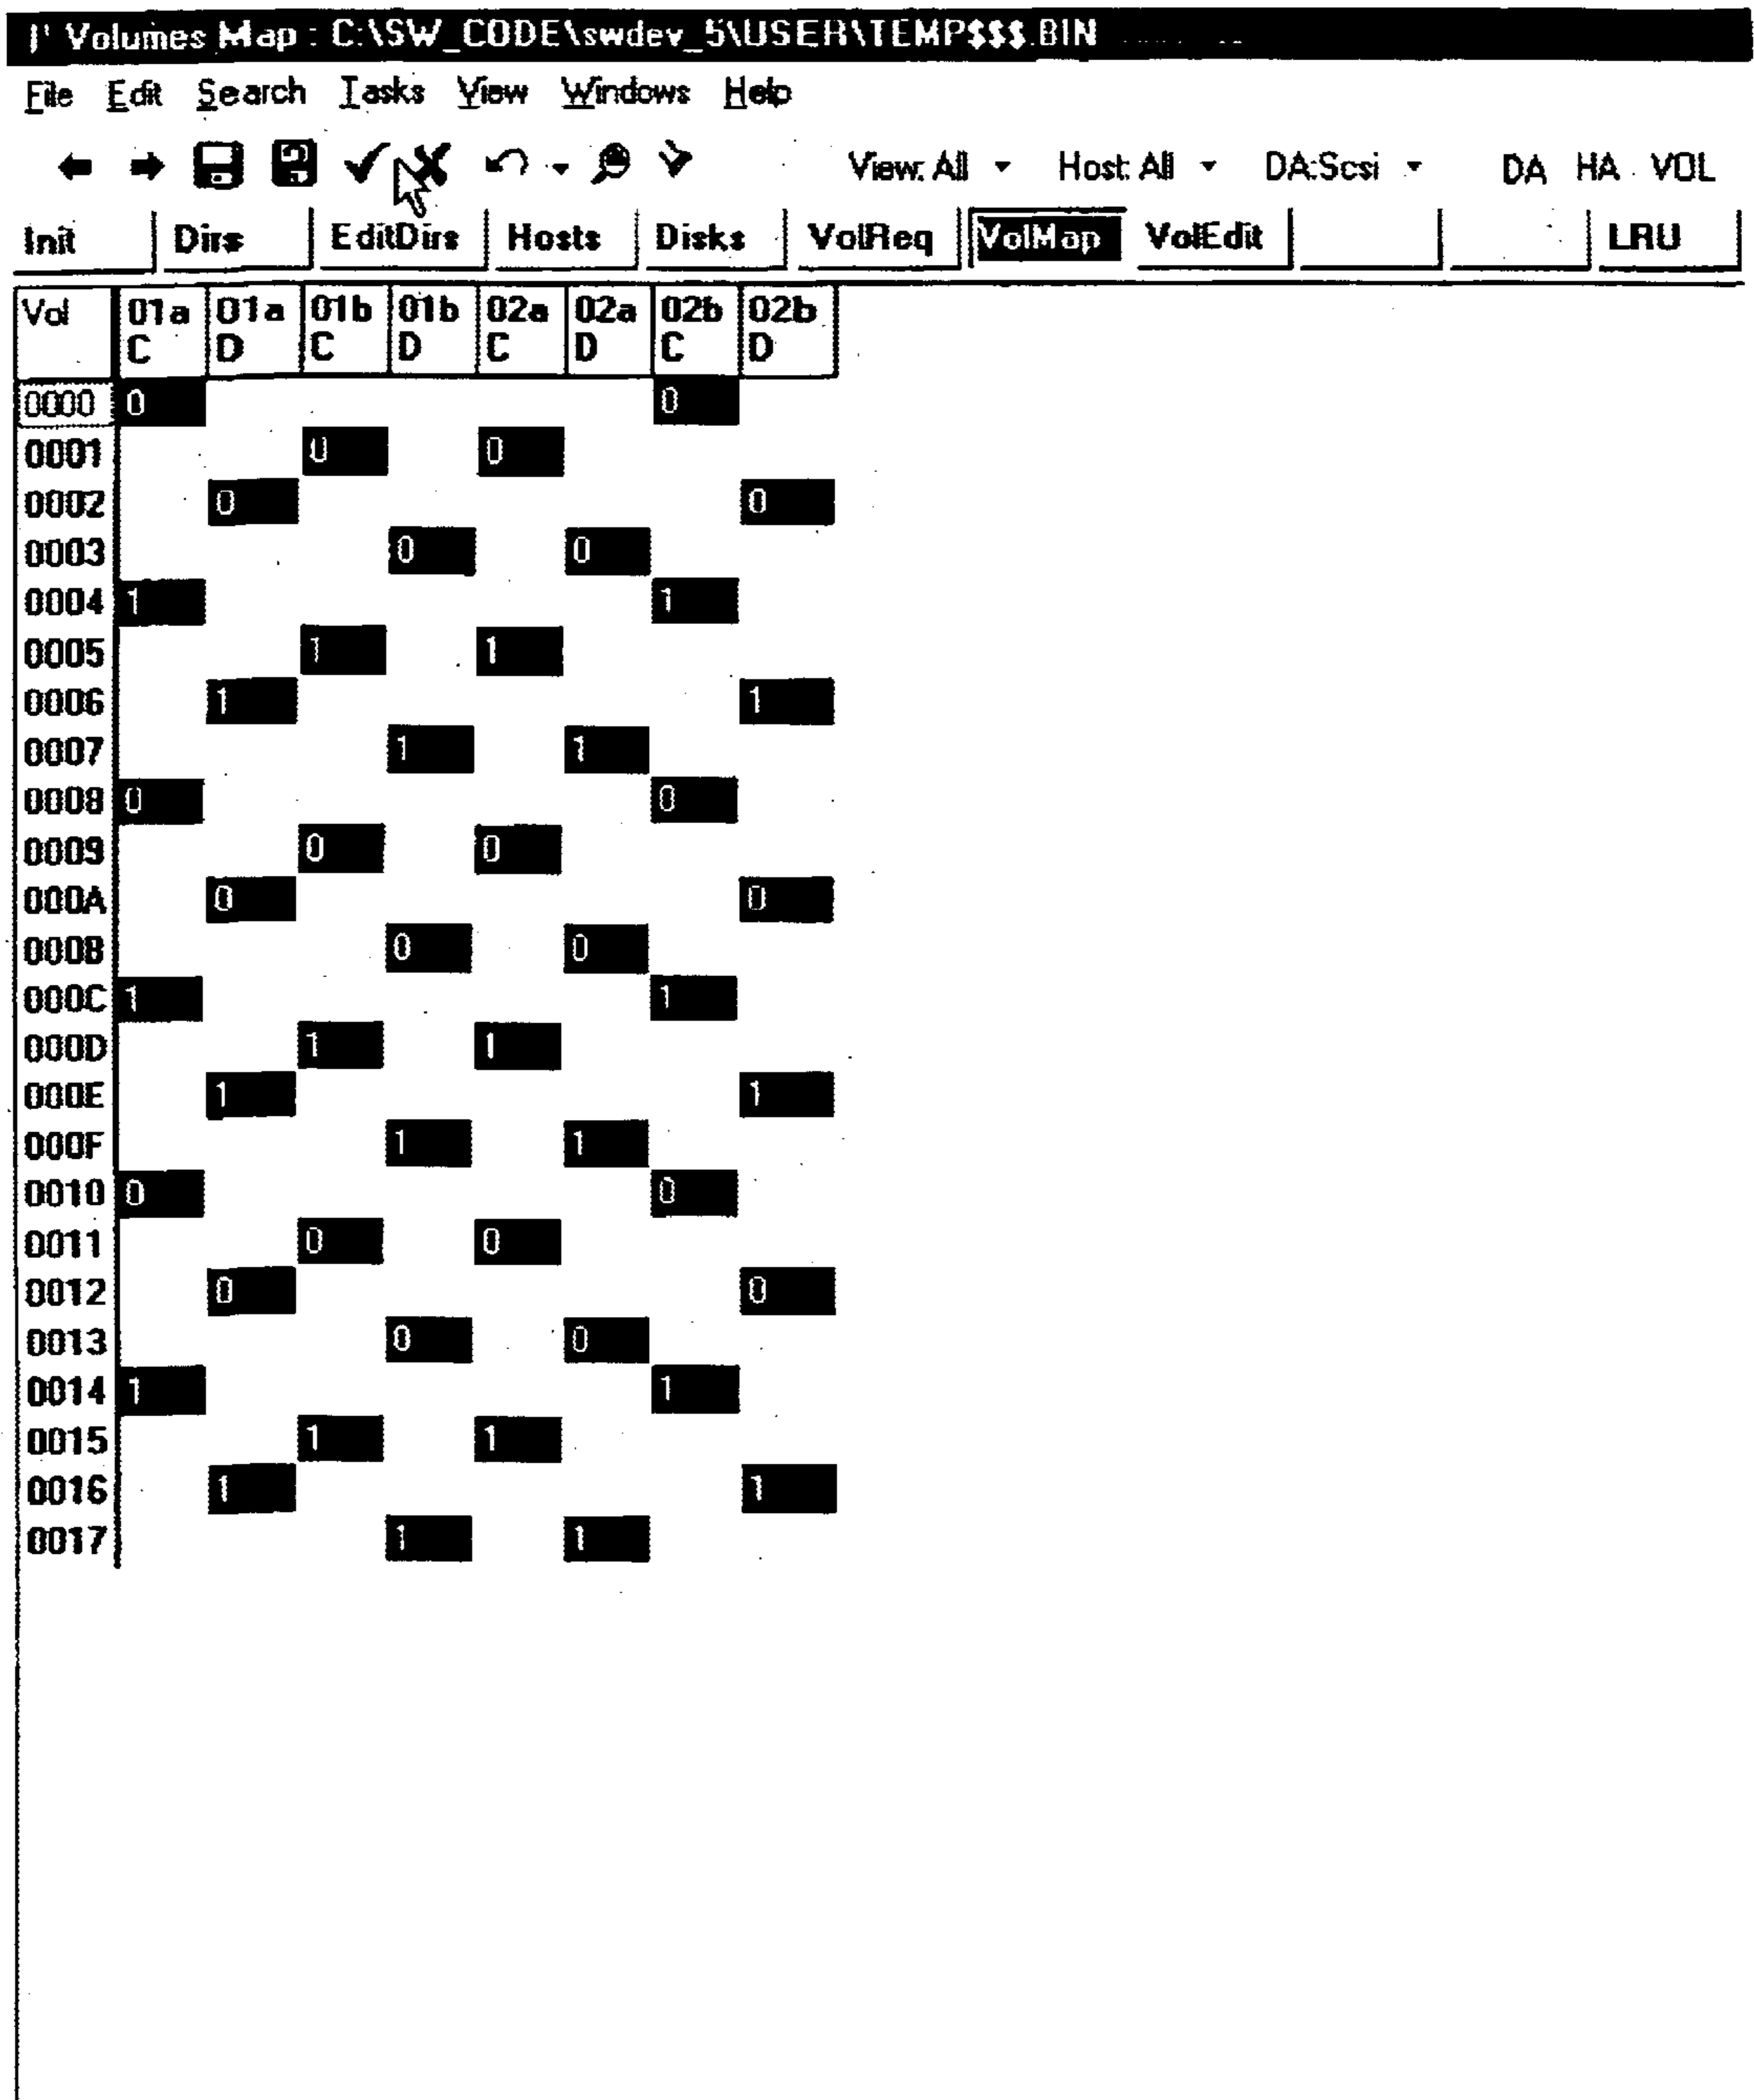 Volumes Map : C:\SW_CODE\swdev_5\USER\TEMP$$$.BIN
File Edit Search Tasks View Windows Help
View: All Host: All DA:Scsi DA HA VOL
Init Dirs EditDirs Hosts Disks VolReq VolMap VolEdit LRU
Vol 01a 01a 01b 01b 02a 02a 02b 02b
C D C D C D C D
0000 0 0
0001 0 0
0002 0 0
0003 0 0
0004 1 1
0005 1 1
0006 1 1
0007 1 1
0008 0 0
0009 0 0
000A 0 0
000B 0 0
000C 1 1
000D 1 1
000E 1 1
000F 1 1
0010 0 0
0011 0 0
0012 0 0
0013 0 0
0014 1 1
0015 1 1
0016 1 1
0017 1 1